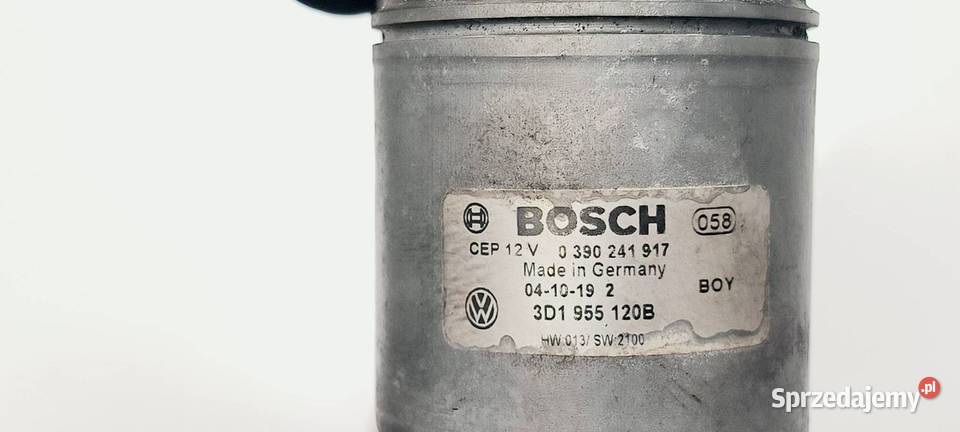 BOSCH 058
CEP 12 V 0 390 241 917
Made in Germany
04-10-19 2 BOY
3D1 955 120B
HW 013/ SW 2100
Sprzedajemy.pl